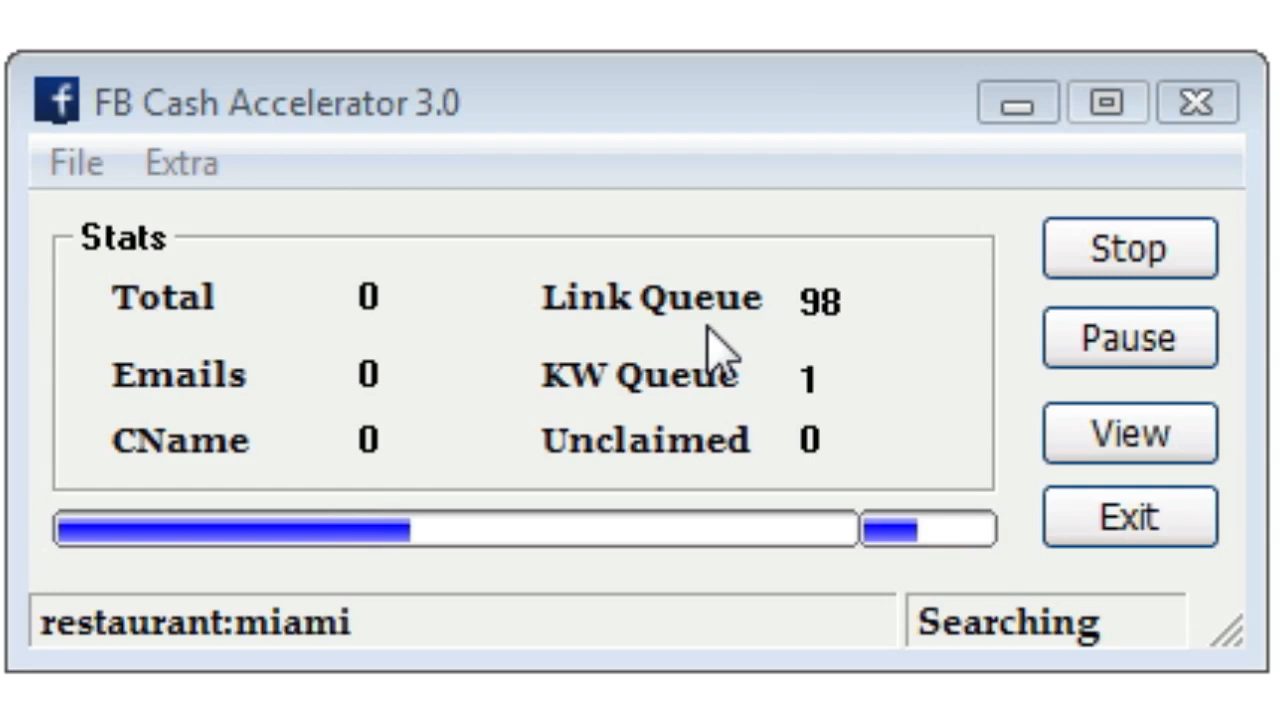 FB Cash Accelerator 3.0
File Extra
Stats
Total 0 Link Queue 98
Emails 0 KW Queue 1
CName 0 Unclaimed 0
Stop
Pause
View
Exit
restaurant:miami Searching